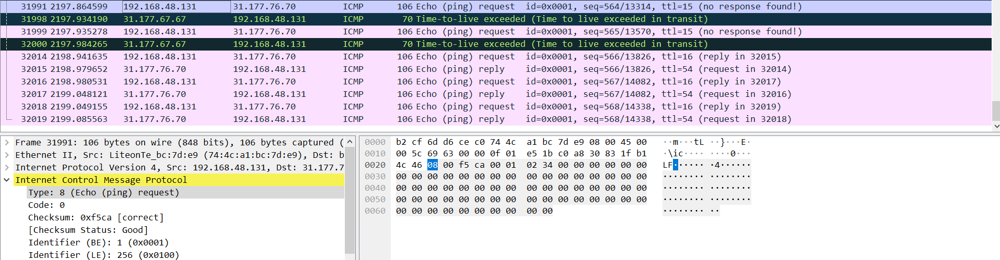 31991 2197.864599 192.168.48.131 31.177.76.70 ICMP 106 Echo (ping) request id=0x0001, seq=564/13314, ttl=15 (no response found!)
31998 2197.934190 31.177.67.67 192.168.48.131 ICMP 70 Time-to-live exceeded (Time to live exceeded in transit)
31999 2197.935278 192.168.48.131 31.177.76.70 ICMP 106 Echo (ping) request id=0x0001, seq=565/13570, ttl=15 (no response found!)
32000 2197.984265 31.177.67.67 192.168.48.131 ICMP 70 Time-to-live exceeded (Time to live exceeded in transit)
32014 2198.941635 192.168.48.131 31.177.76.70 ICMP 106 Echo (ping) request id=0x0001, seq=566/13826, ttl=16 (reply in 32015)
32015 2198.979652 31.177.76.70 192.168.48.131 ICMP 106 Echo (ping) reply id=0x0001, seq=566/13826, ttl=54 (request in 32014)
32016 2198.980531 192.168.48.131 31.177.76.70 ICMP 106 Echo (ping) request id=0x0001, seq=567/14082, ttl=16 (reply in 32017)
32017 2199.048121 31.177.76.70 192.168.48.131 ICMP 106 Echo (ping) reply id=0x0001, seq=567/14082, ttl=54 (request in 32016)
32018 2199.049155 192.168.48.131 31.177.76.70 ICMP 106 Echo (ping) request id=0x0001, seq=568/14338, ttl=16 (reply in 32019)
32019 2199.085563 31.177.76.70 192.168.48.131 ICMP 106 Echo (ping) reply id=0x0001, seq=568/14338, ttl=54 (request in 32018)
Frame 31991: 106 bytes on wire (848 bits), 106 bytes captured (
Ethernet II, Src: LiteonTe_bc:7d:e9 (74:4c:a1:bc:7d:e9), Dst: b
Internet Protocol Version 4, Src: 192.168.48.131, Dst: 31.177.7
Internet Control Message Protocol
Type: 8 (Echo (ping) request)
Code: 0
Checksum: 0xf5ca [correct]
[Checksum Status: Good]
Identifier (BE): 1 (0x0001)
Identifier (LE): 256 (0x0100)
0000 b2 cf 6d d6 ce c0 74 4c a1 bc 7d e9 08 00 45 00 ··m···tL ··}···E·
0010 00 5c 69 63 00 00 0f 01 e5 1b c0 a8 30 83 1f b1 ·\ic···· ····0···
0020 4c 46 08 00 f5 ca 00 01 02 34 00 00 00 00 00 00 LF······ ·4······
0030 00 00 00 00 00 00 00 00 00 00 00 00 00 00 00 00 ········ ········
0040 00 00 00 00 00 00 00 00 00 00 00 00 00 00 00 00 ········ ········
0050 00 00 00 00 00 00 00 00 00 00 00 00 00 00 00 00 ········ ········
0060 00 00 00 00 00 00 00 00 00 00 ········ ··